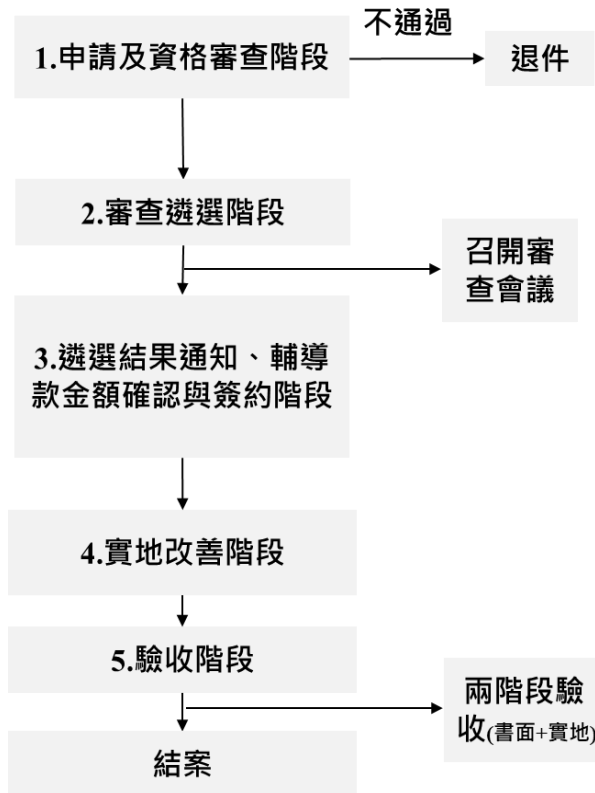 不通過
1.申請及資格審查階段
退件
2.審查遴選階段
召開審
查會議
3.遴選結果通知、輔導
款金額確認與簽約階段
4.實地改善階段
5.驗收階段
兩階段驗
收(書面+實地)
結案